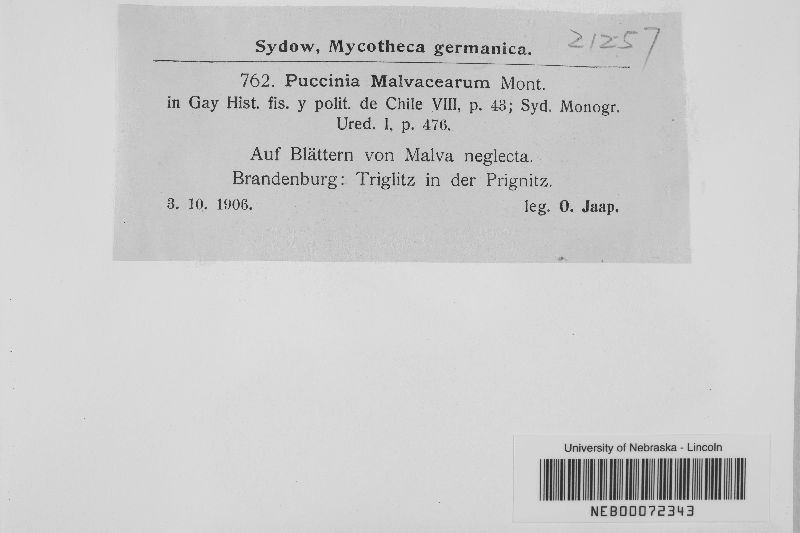 Sydow, Mycotheca germanica. 21257
762. Puccinia Malvacearum Mont.
in Gay Hist. fis. y polit. de Chile VIII, p. 43; Syd. Monogr.
Ured. I, p. 476.
Auf Blättern von Malva neglecta.
Brandenburg: Triglitz in der Prignitz.
3. 10. 1906. leg. O. Jaap.
University of Nebraska - Lincoln
NEB00072343